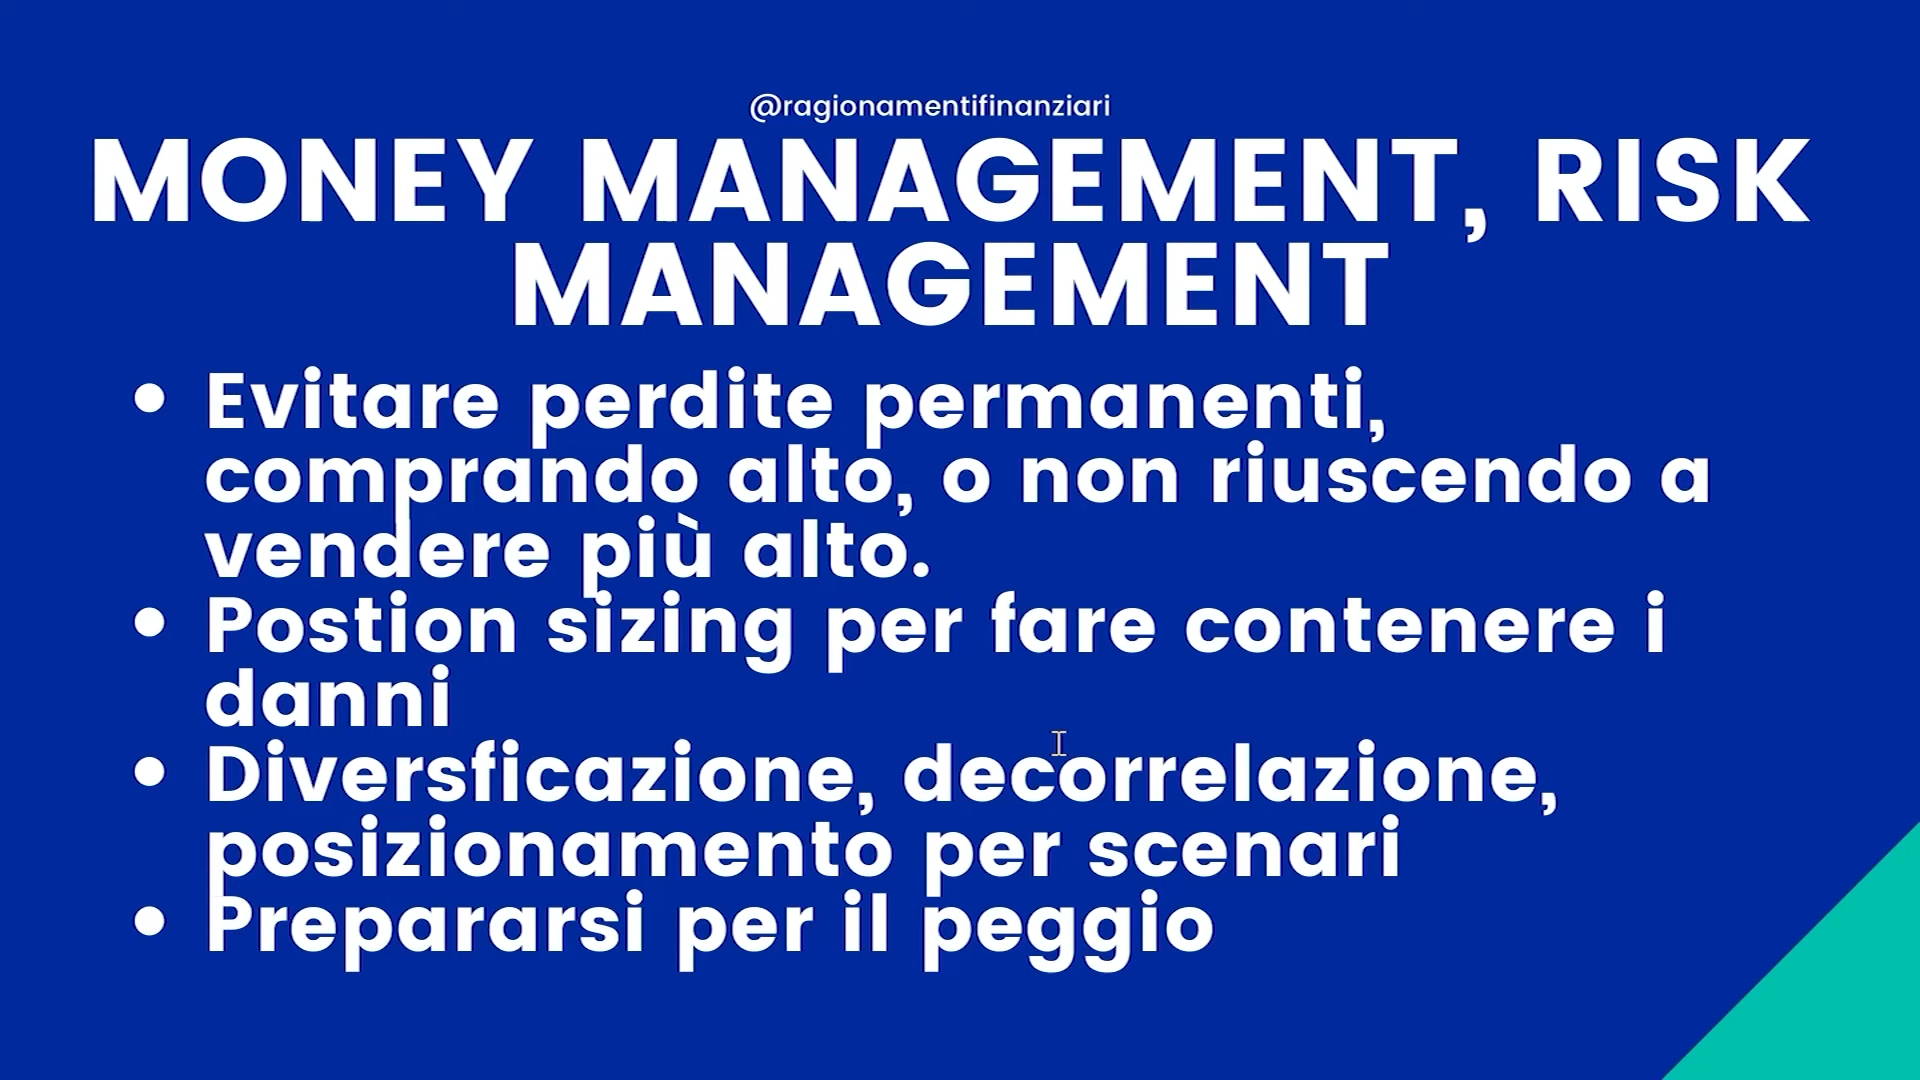 @ragionamentifinanziari
MONEY MANAGEMENT, RISK
MANAGEMENT
• Evitare perdite permanenti,
comprando alto, o non riuscendo a
vendere più alto.
• Postion sizing per fare contenere i
danni
• Diversficazione, decorrelazione,
posizionamento per scenari
• Prepararsi per il peggio